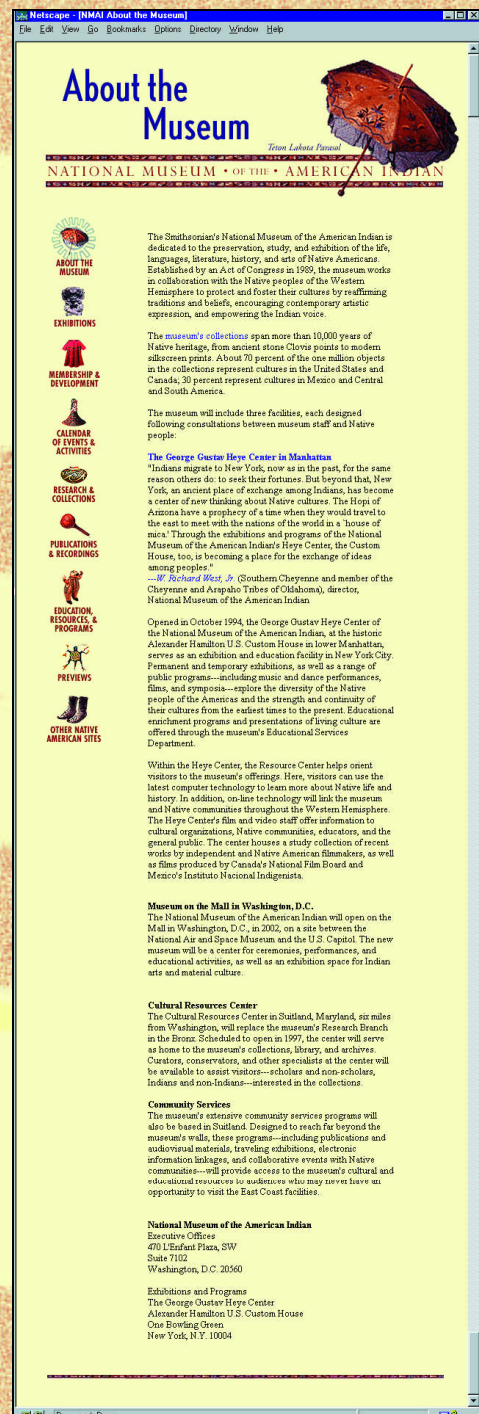 Netscape - [NMAI About the Museum]
File Edit View Go Bookmarks Options Directory Window Help
About the
Museum
Teton Lakota Parasol
NATIONAL MUSEUM • OF THE • AMERICAN INDIAN
ABOUT THE
MUSEUM
EXHIBITIONS
MEMBERSHIP &
DEVELOPMENT
CALENDAR
OF EVENTS &
ACTIVITIES
RESEARCH &
COLLECTIONS
PUBLICATIONS
& RECORDINGS
EDUCATION,
RESOURCES, &
PROGRAMS
PREVIEWS
OTHER NATIVE
AMERICAN SITES
The Smithsonian's National Museum of the American Indian is
dedicated to the preservation, study, and exhibition of the life,
languages, literature, history, and arts of Native Americans.
Established by an Act of Congress in 1989, the museum works
in collaboration with the Native peoples of the Western
Hemisphere to protect and foster their cultures by reaffirming
traditions and beliefs, encouraging contemporary artistic
expression, and empowering the Indian voice.
The museum's collections span more than 10,000 years of
Native heritage, from ancient stone Clovis points to modern
silkscreen prints. About 70 percent of the one million objects
in the collections represent cultures in the United States and
Canada; 30 percent represent cultures in Mexico and Central
and South America.
The museum will include three facilities, each designed
following consultations between museum staff and Native
people:
The George Gustav Heye Center in Manhattan
"Indians migrate to New York, now as in the past, for the same
reason others do: to seek their fortunes. But beyond that, New
York, an ancient place of exchange among Indians, has become
a center of new thinking about Native cultures. The Hopi of
Arizona have a prophecy of a time when they would travel to
the east to meet with the nations of the world in a `house of
mica.' Through the exhibitions and programs of the National
Museum of the American Indian's Heye Center, the Custom
House, too, is becoming a place for the exchange of ideas
among peoples."
---W. Richard West, Jr. (Southern Cheyenne and member of the
Cheyenne and Arapaho Tribes of Oklahoma), director,
National Museum of the American Indian
Opened in October 1994, the George Gustav Heye Center of
the National Museum of the American Indian, at the historic
Alexander Hamilton U.S. Custom House in lower Manhattan,
serves as an exhibition and education facility in New York City.
Permanent and temporary exhibitions, as well as a range of
public programs---including music and dance performances,
films, and symposia---explore the diversity of the Native
people of the Americas and the strength and continuity of
their cultures from the earliest times to the present. Educational
enrichment programs and presentations of living culture are
offered through the museum's Educational Services
Department.
Within the Heye Center, the Resource Center helps orient
visitors to the museum's offerings. Here, visitors can use the
latest computer technology to learn more about Native life and
history. In addition, on-line technology will link the museum
and Native communities throughout the Western Hemisphere.
The Heye Center's film and video staff offer information to
cultural organizations, Native communities, educators, and the
general public. The center houses a study collection of recent
works by independent and Native American filmmakers, as well
as films produced by Canada's National Film Board and
Mexico's Instituto Nacional Indigenista.
Museum on the Mall in Washington, D.C.
The National Museum of the American Indian will open on the
Mall in Washington, D.C., in 2002, on a site between the
National Air and Space Museum and the U.S. Capitol. The new
museum will be a center for ceremonies, performances, and
educational activities, as well as an exhibition space for Indian
arts and material culture.
Cultural Resources Center
The Cultural Resources Center in Suitland, Maryland, six miles
from Washington, will replace the museum's Research Branch
in the Bronx. Scheduled to open in 1997, the center will serve
as home to the museum's collections, library, and archives.
Curators, conservators, and other specialists at the center will
be available to assist visitors---scholars and non-scholars,
Indians and non-Indians---interested in the collections.
Community Services
The museum's extensive community services programs will
also be based in Suitland. Designed to reach far beyond the
museum's walls, these programs---including publications and
audiovisual materials, traveling exhibitions, electronic
information linkages, and collaborative events with Native
communities---will provide access to the museum's cultural and
educational resources to audiences who may never have an
opportunity to visit the East Coast facilities.
National Museum of the American Indian
Executive Offices
470 L'Enfant Plaza, SW
Suite 7102
Washington, D.C. 20560
Exhibitions and Programs
The George Gustav Heye Center
Alexander Hamilton U.S. Custom House
One Bowling Green
New York, N.Y. 10004